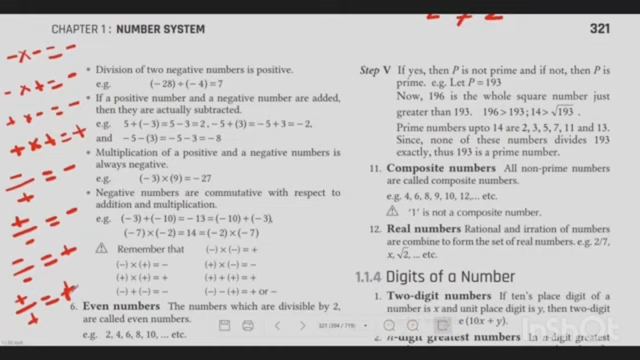 CHAPTER 1 : NUMBER SYSTEM
321
- x - = -
- x + = -
+ x - = -
+ x + = +
-/- = -
+/- = -
-/- = +
+/+ = +
• Division of two negative numbers is positive.
e.g. (−28) ÷ (−4) = 7
• If a positive number and a negative number are added,
then they are actually subtracted.
e.g. 5 + (−3) = 5 − 3 = 2, −5 + (3) = −5 + 3 = −2,
and −5 − (3) = −5 − 3 = −8
• Multiplication of a positive and a negative numbers is
always negative.
e.g. (−3) × (9) = −27
• Negative numbers are commutative with respect to
addition and multiplication.
e.g. (−3) + (−10) = −13 = (−10) + (−3),
(−7) × (−2) = 14 = (−2) × (−7)
Remember that (−) × (−) = +
(−) × (+) = − (+) × (−) = −
(+) × (+) = + (+) + (+) = +
(−) + (−) = − (−) − (+) = + or −
6. Even numbers The numbers which are divisible by 2,
are called even numbers.
e.g. 2, 4, 6, 8, 10, ... etc.
Step V If yes, then P is not prime and if not, then P is
prime. e.g. Let P = 193
Now, 196 is the whole square number just
greater than 193. 196 > 193; 14 > √193
Prime numbers upto 14 are 2, 3, 5, 7, 11 and 13.
Since, none of these numbers divides 193
exactly, thus 193 is a prime number.
11. Composite numbers All non-prime numbers
are called composite numbers.
e.g. 4, 6, 8, 9, 10, 12,... etc.
'1' is not a composite number.
12. Real numbers Rational and irration of numbers
are combine to form the set of real numbers. e.g. 2/7,
x, √2, ... etc.
1.1.4 Digits of a Number
1. Two-digit numbers If ten's place digit of a
number is x and unit place digit is y, then two-digit
e (10x + y).
2. n-digit greatest numbers In n-digit greatest
321 (394 / 719)
InShot